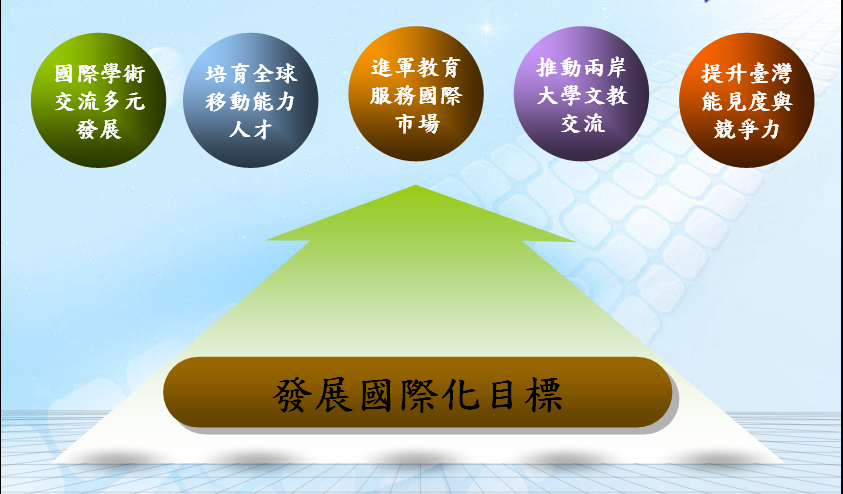 國際學術
交流多元
發展
培育全球
移動能力
人才
進軍教育
服務國際
市場
推動兩岸
大學文教
交流
提升臺灣
能見度與
競爭力
發展國際化目標